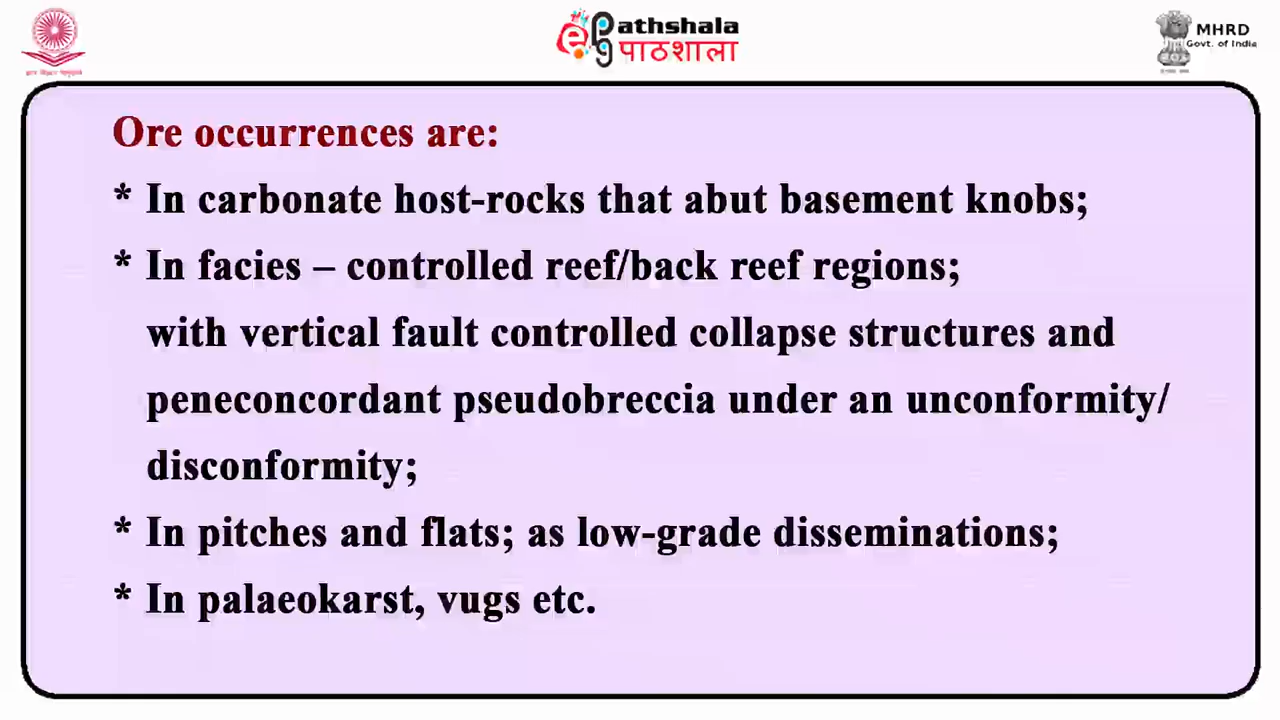 Pathshala
पाठशाला
MHRD
Govt. of India
Ore occurrences are:
* In carbonate host-rocks that abut basement knobs;
* In facies – controlled reef/back reef regions;
with vertical fault controlled collapse structures and
peneconcordant pseudobreccia under an unconformity/
disconformity;
* In pitches and flats; as low-grade disseminations;
* In palaeokarst, vugs etc.